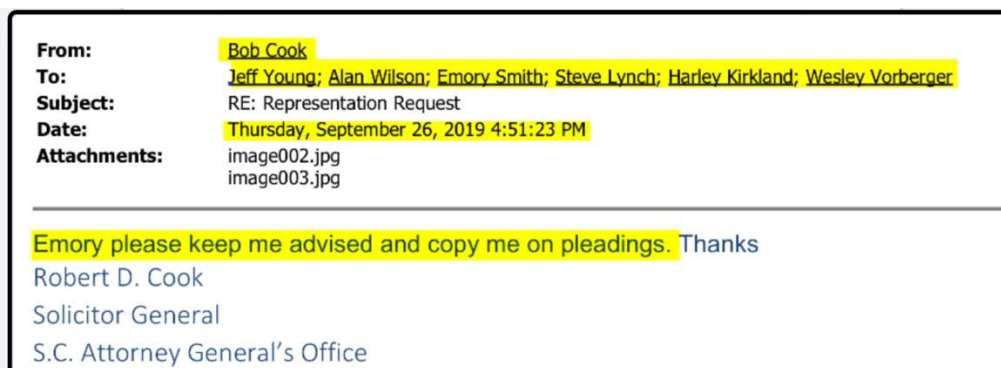 From: Bob Cook
To: Jeff Young; Alan Wilson; Emory Smith; Steve Lynch; Harley Kirkland; Wesley Vorberger
Subject: RE: Representation Request
Date: Thursday, September 26, 2019 4:51:23 PM
Attachments: image002.jpg
image003.jpg
Emory please keep me advised and copy me on pleadings. Thanks
Robert D. Cook
Solicitor General
S.C. Attorney General's Office